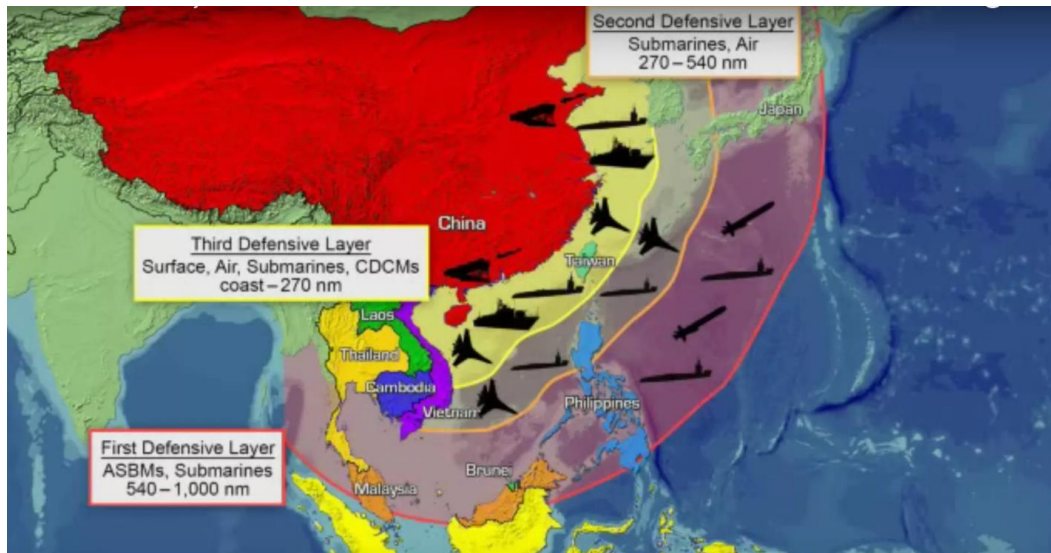 Second Defensive Layer
Submarines, Air
270 – 540 nm
Japan
China
Third Defensive Layer
Surface, Air, Submarines, CDCMs
coast – 270 nm
Taiwan
Laos
Thailand
Cambodia
Vietnam
Philippines
First Defensive Layer
ASBMs, Submarines
540 – 1,000 nm
Brunei
Malaysia